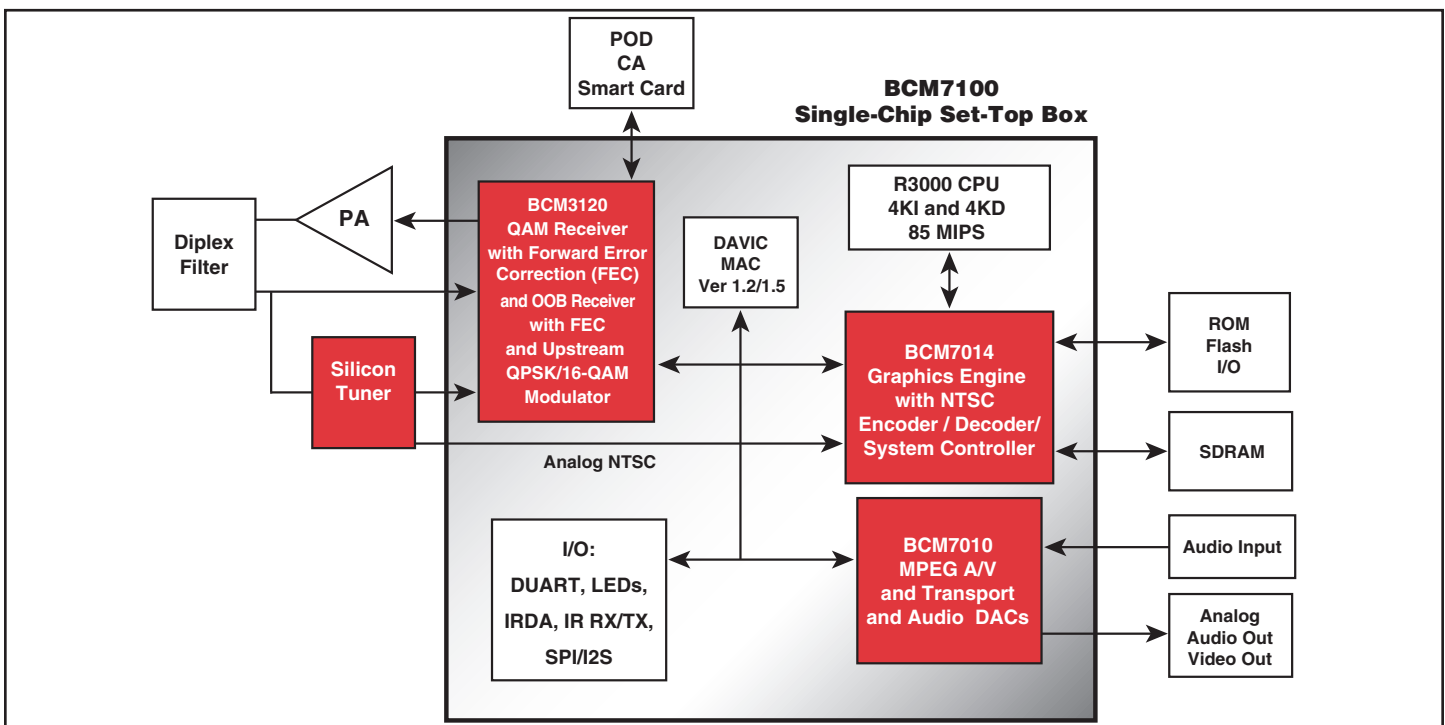 POD
CA
Smart Card
BCM7100
Single-Chip Set-Top Box
Diplex
Filter
PA
BCM3120
QAM Receiver
with Forward Error
Correction (FEC)
and OOB Receiver
with FEC
and Upstream
QPSK/16-QAM
Modulator
DAVIC
MAC
Ver 1.2/1.5
R3000 CPU
4KI and 4KD
85 MIPS
Silicon
Tuner
BCM7014
Graphics Engine
with NTSC
Encoder / Decoder/
System Controller
ROM
Flash
I/O
SDRAM
Analog NTSC
I/O:
DUART, LEDs,
IRDA, IR RX/TX,
SPI/I2S
BCM7010
MPEG A/V
and Transport
and Audio DACs
Audio Input
Analog
Audio Out
Video Out